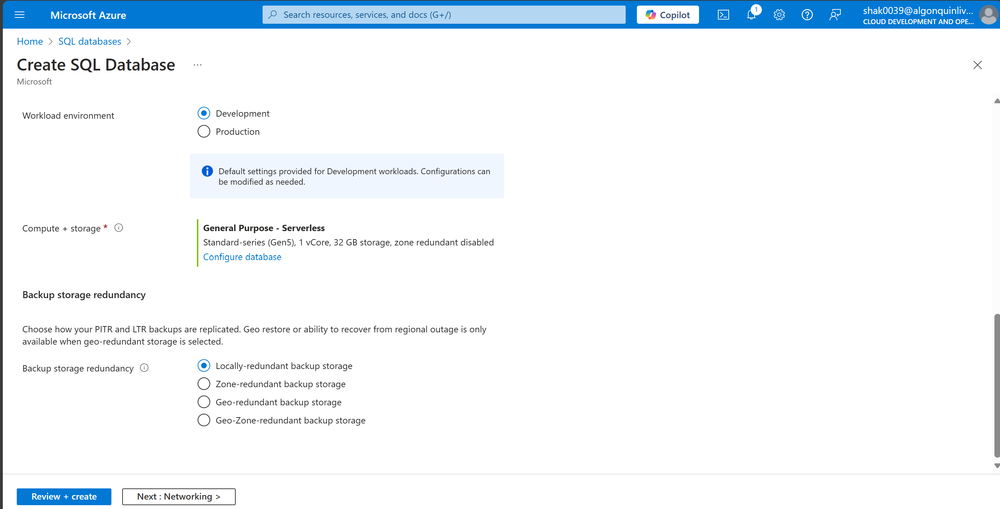 Microsoft Azure
Search resources, services, and docs (G+/)
Copilot
1
shak0039@algonquinliv...
CLOUD DEVELOPMENT AND OPE...
Home > SQL databases >
Create SQL Database ...
Microsoft
Workload environment
Development
Production
Default settings provided for Development workloads. Configurations can
be modified as needed.
Compute + storage *
General Purpose - Serverless
Standard-series (Gen5), 1 vCore, 32 GB storage, zone redundant disabled
Configure database
Backup storage redundancy
Choose how your PITR and LTR backups are replicated. Geo restore or ability to recover from regional outage is only
available when geo-redundant storage is selected.
Backup storage redundancy
Locally-redundant backup storage
Zone-redundant backup storage
Geo-redundant backup storage
Geo-Zone-redundant backup storage
Review + create
Next : Networking >